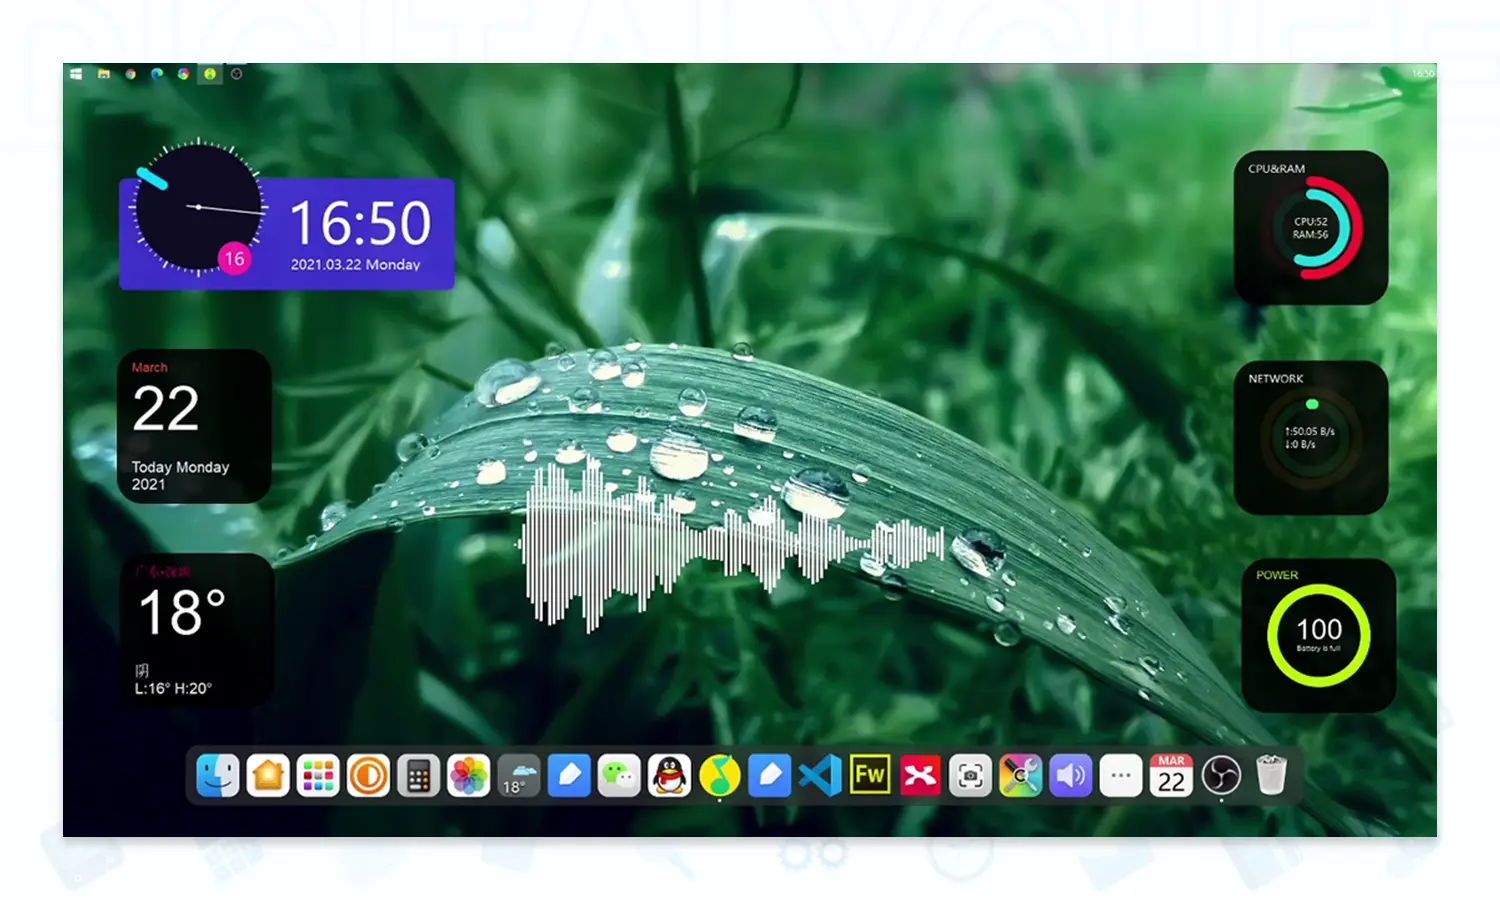 16:50
16
16:50
2021.03.22 Monday
CPU&RAM
CPU:52
RAM:56
March
22
Today Monday
2021
NETWORK
↑:50.05 B/s
↓:0 B/s
广东·深圳
18°
阴
L:16° H:20°
POWER
100
Battery is full!
18°
Fw
MAR
22